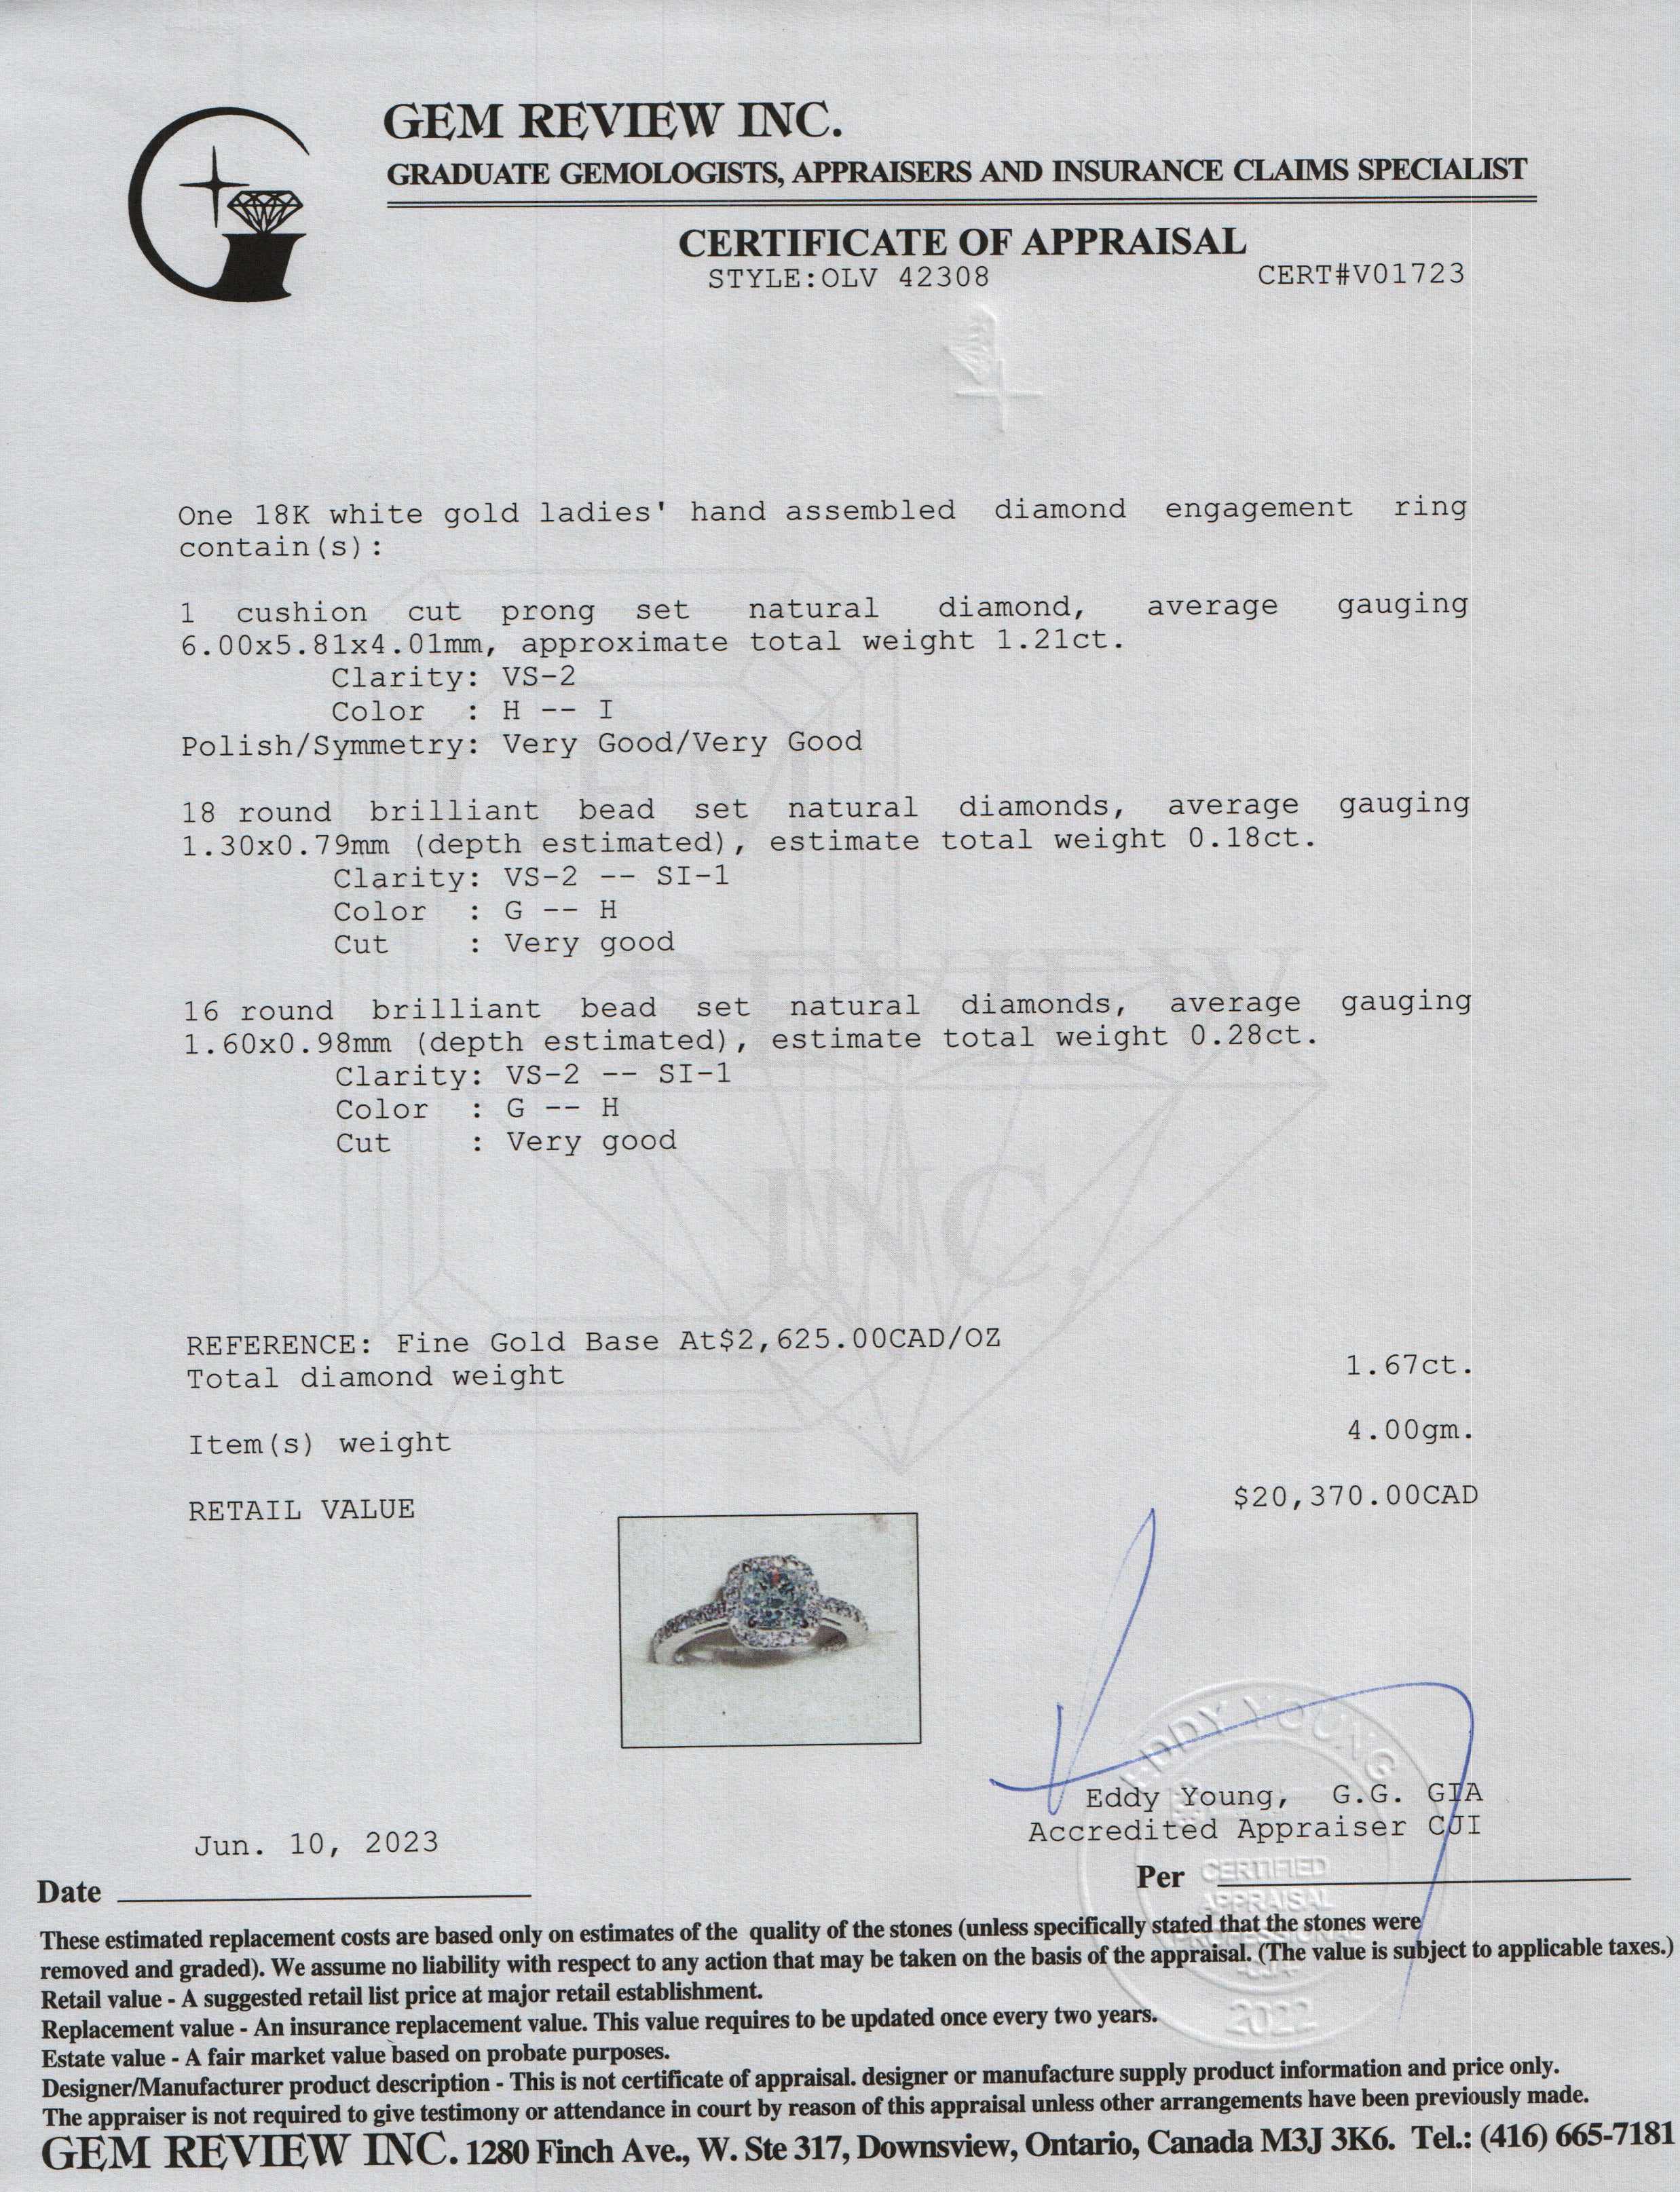 GEM REVIEW INC.
GRADUATE GEMOLOGISTS, APPRAISERS AND INSURANCE CLAIMS SPECIALIST
CERTIFICATE OF APPRAISAL
STYLE:OLV 42308 CERT#V01723
One 18K white gold ladies' hand assembled diamond engagement ring
contain(s):
1 cushion cut prong set natural diamond, average gauging
6.00x5.81x4.01mm, approximate total weight 1.21ct.
Clarity: VS-2
Color : H -- I
Polish/Symmetry: Very Good/Very Good
GEM
18 round brilliant bead set natural diamonds, average gauging
1.30x0.79mm (depth estimated), estimate total weight 0.18ct.
Clarity: VS-2 -- SI-1
Color : G -- H
Cut : Very good
REVIEW
16 round brilliant bead set natural diamonds, average gauging
1.60x0.98mm (depth estimated), estimate total weight 0.28ct.
Clarity: VS-2 -- SI-1
Color : G -- H
Cut : Very good
INC.
REFERENCE: Fine Gold Base At$2,625.00CAD/OZ
Total diamond weight 1.67ct.
Item(s) weight 4.00gm.
RETAIL VALUE $20,370.00CAD
EDDY YOUNG
Eddy Young, G.G. GIA
Accredited Appraiser CJI
Jun. 10, 2023
Date
Per
CERTIFIED
APPRAISAL
PROFESSIONAL
2022
These estimated replacement costs are based only on estimates of the quality of the stones (unless specifically stated that the stones were
removed and graded). We assume no liability with respect to any action that may be taken on the basis of the appraisal. (The value is subject to applicable taxes.)
Retail value - A suggested retail list price at major retail establishment.
Replacement value - An insurance replacement value. This value requires to be updated once every two years.
Estate value - A fair market value based on probate purposes.
Designer/Manufacturer product description - This is not certificate of appraisal. designer or manufacture supply product information and price only.
The appraiser is not required to give testimony or attendance in court by reason of this appraisal unless other arrangements have been previously made.
GEM REVIEW INC. 1280 Finch Ave., W. Ste 317, Downsview, Ontario, Canada M3J 3K6. Tel.: (416) 665-7181